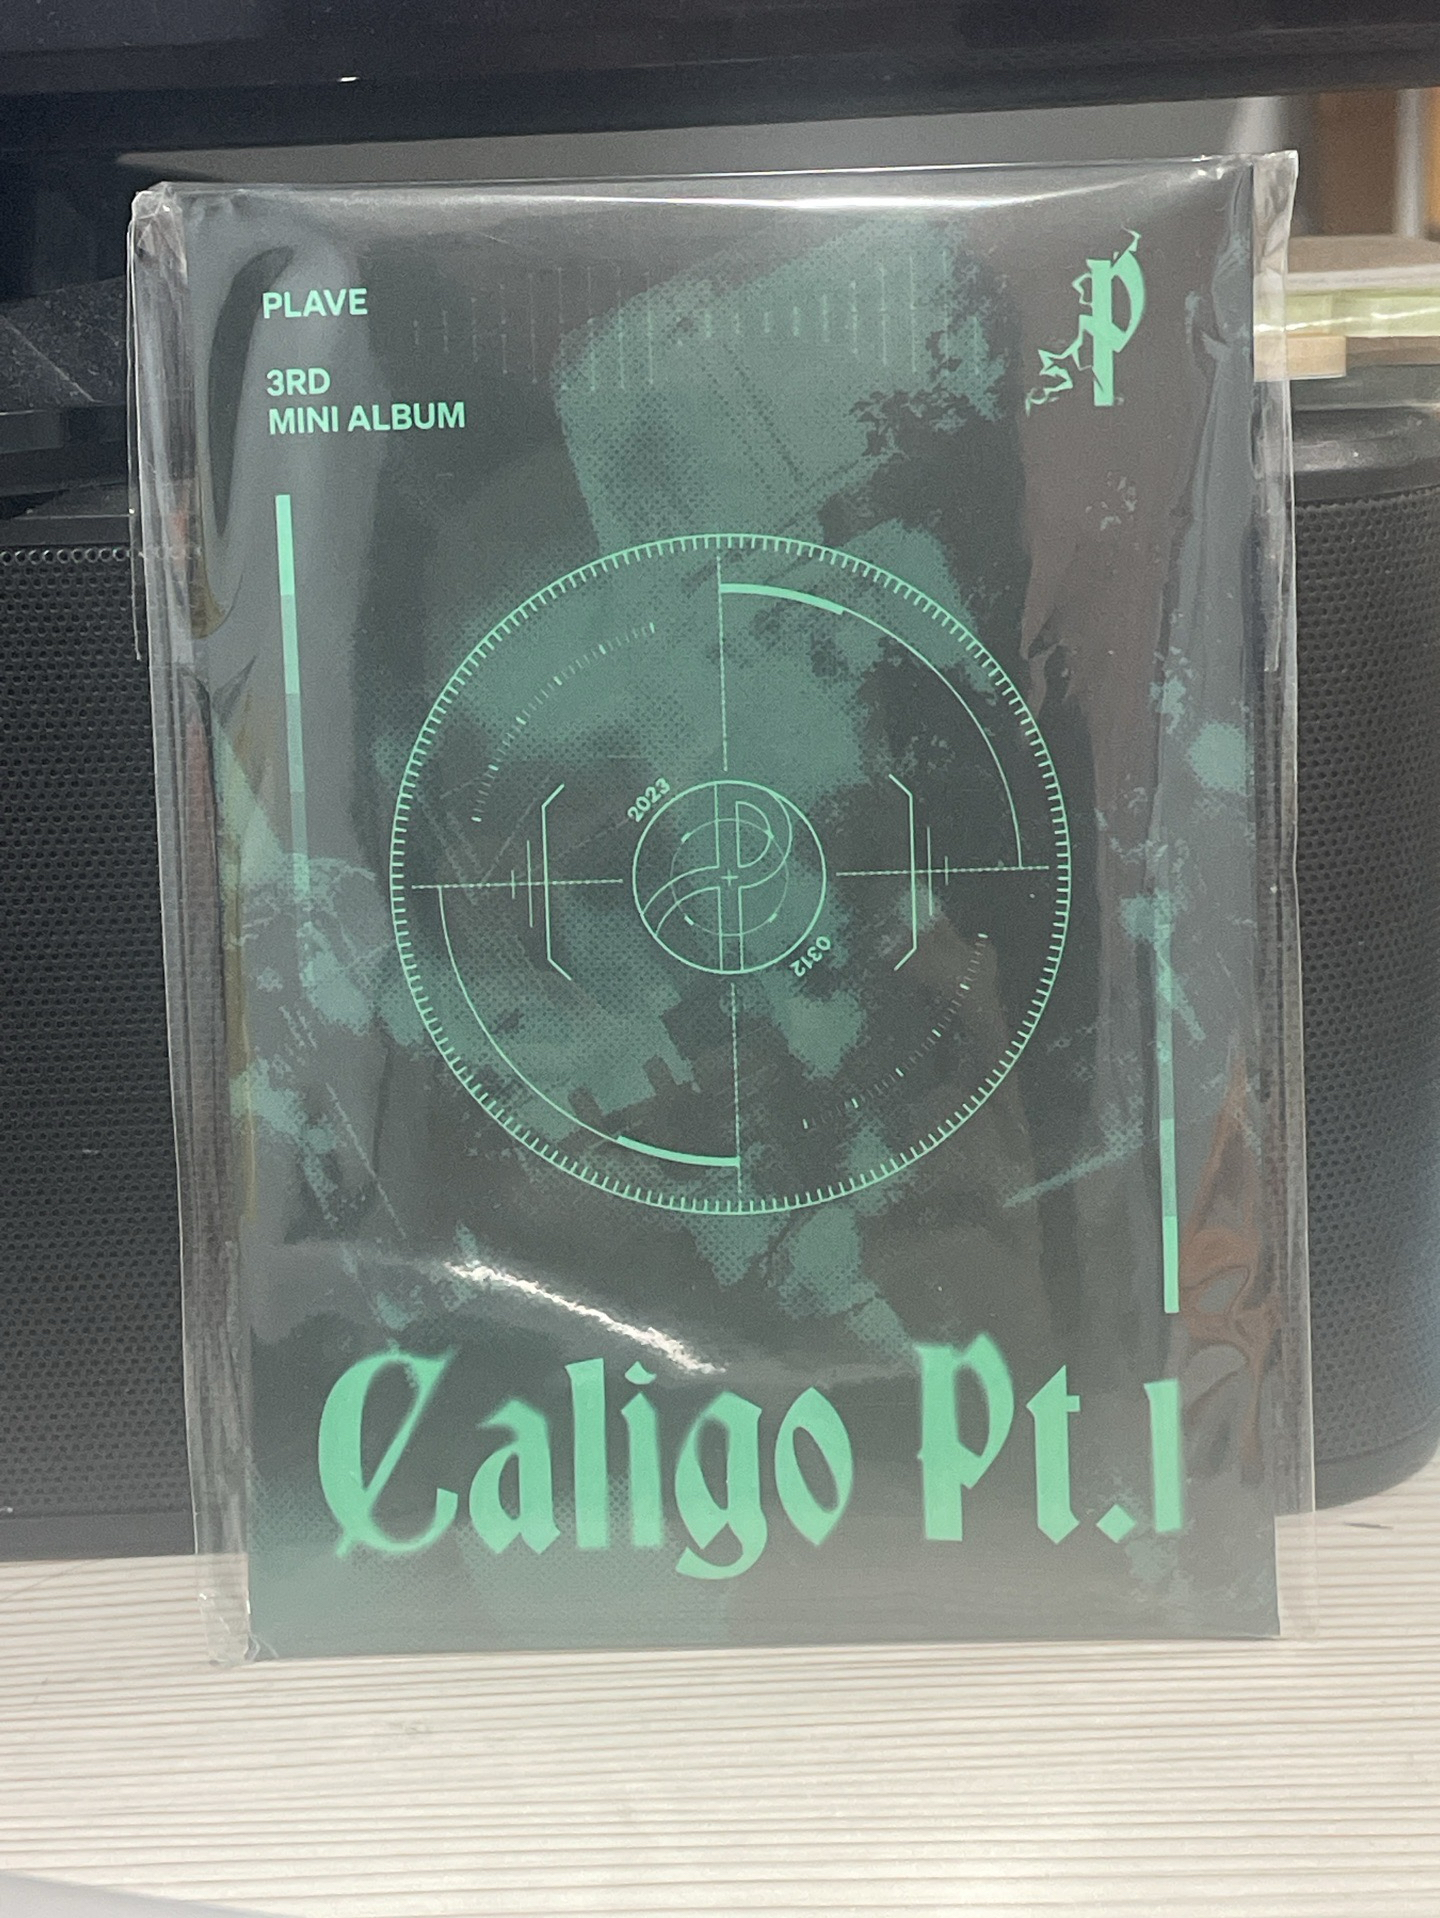 PLAVE
3RD
MINI ALBUM
P
2023
P
0312
Caligo Pt.1